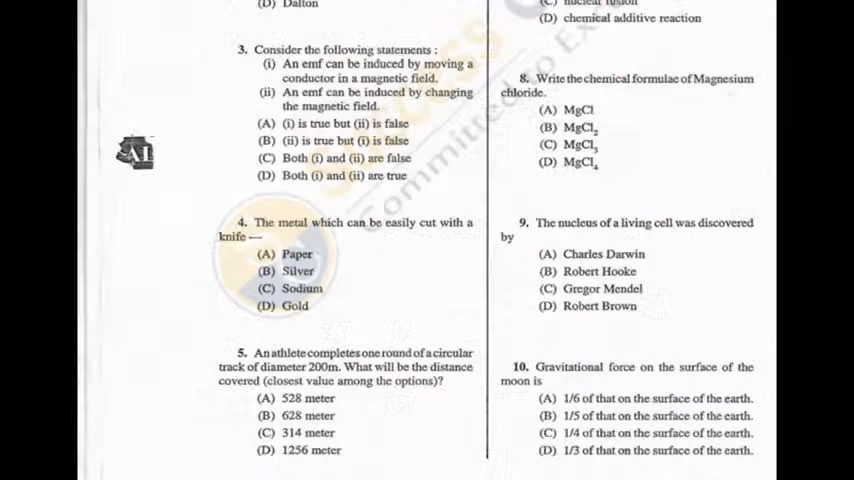 (D) Dalton
3. Consider the following statements :
(i) An emf can be induced by moving a
conductor in a magnetic field.
(ii) An emf can be induced by changing
the magnetic field.
(A) (i) is true but (ii) is false
(B) (ii) is true but (i) is false
(C) Both (i) and (ii) are false
(D) Both (i) and (ii) are true
4. The metal which can be easily cut with a
knife —
(A) Paper
(B) Silver
(C) Sodium
(D) Gold
5. An athlete completes one round of a circular
track of diameter 200m. What will be the distance
covered (closest value among the options)?
(A) 528 meter
(B) 628 meter
(C) 314 meter
(D) 1256 meter
(C) nuclear fusion
(D) chemical additive reaction
8. Write the chemical formulae of Magnesium
chloride.
(A) MgCl
(B) MgCl₂
(C) MgCl₃
(D) MgCl₄
9. The nucleus of a living cell was discovered
by
(A) Charles Darwin
(B) Robert Hooke
(C) Gregor Mendel
(D) Robert Brown
10. Gravitational force on the surface of the
moon is
(A) 1/6 of that on the surface of the earth.
(B) 1/5 of that on the surface of the earth.
(C) 1/4 of that on the surface of the earth.
(D) 1/3 of that on the surface of the earth.
AI
Success
Committed to